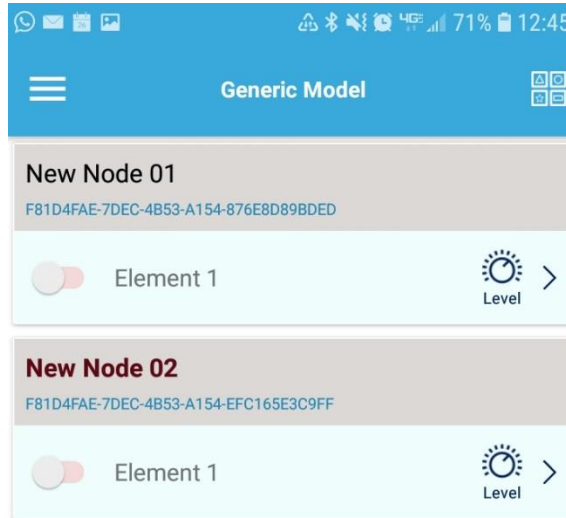 4G 71% 12:45
Generic Model
New Node 01
F81D4FAE-7DEC-4B53-A154-876E8D89BDED
Element 1
Level
New Node 02
F81D4FAE-7DEC-4B53-A154-EFC165E3C9FF
Element 1
Level